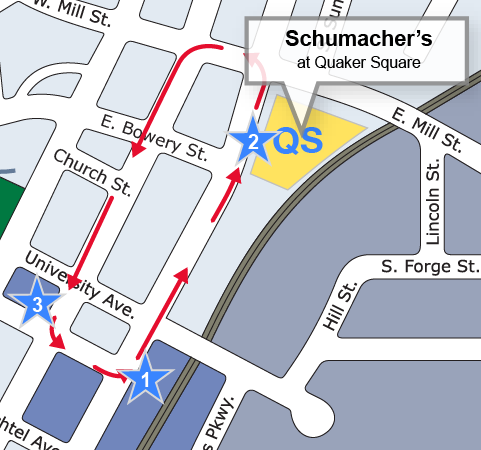 W. Mill St.
Schumacher's
at Quaker Square
E. Mill St.
E. Bowery St.
2
QS
Church St.
Lincoln St.
S. Forge St.
University Ave.
Hill St.
3
1
Pkwy.
Ave